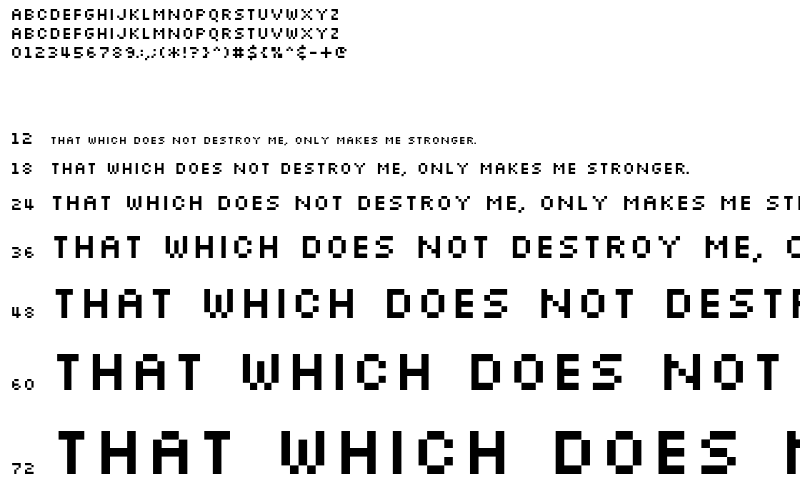 ABCDEFGHIJKLMNOPQRSTUVWXYZ
ABCDEFGHIJKLMNOPQRSTUVWXYZ
0123456789.:,;(*!?}^)#${%^$-+@
12 THAT WHICH DOES NOT DESTROY ME, ONLY MAKES ME STRONGER.
18 THAT WHICH DOES NOT DESTROY ME, ONLY MAKES ME STRONGER.
24 THAT WHICH DOES NOT DESTROY ME, ONLY MAKES ME
36 THAT WHICH DOES NOT DESTROY ME,
48 THAT WHICH DOES NOT
60 THAT WHICH DOES NOT
72 THAT WHICH DOES